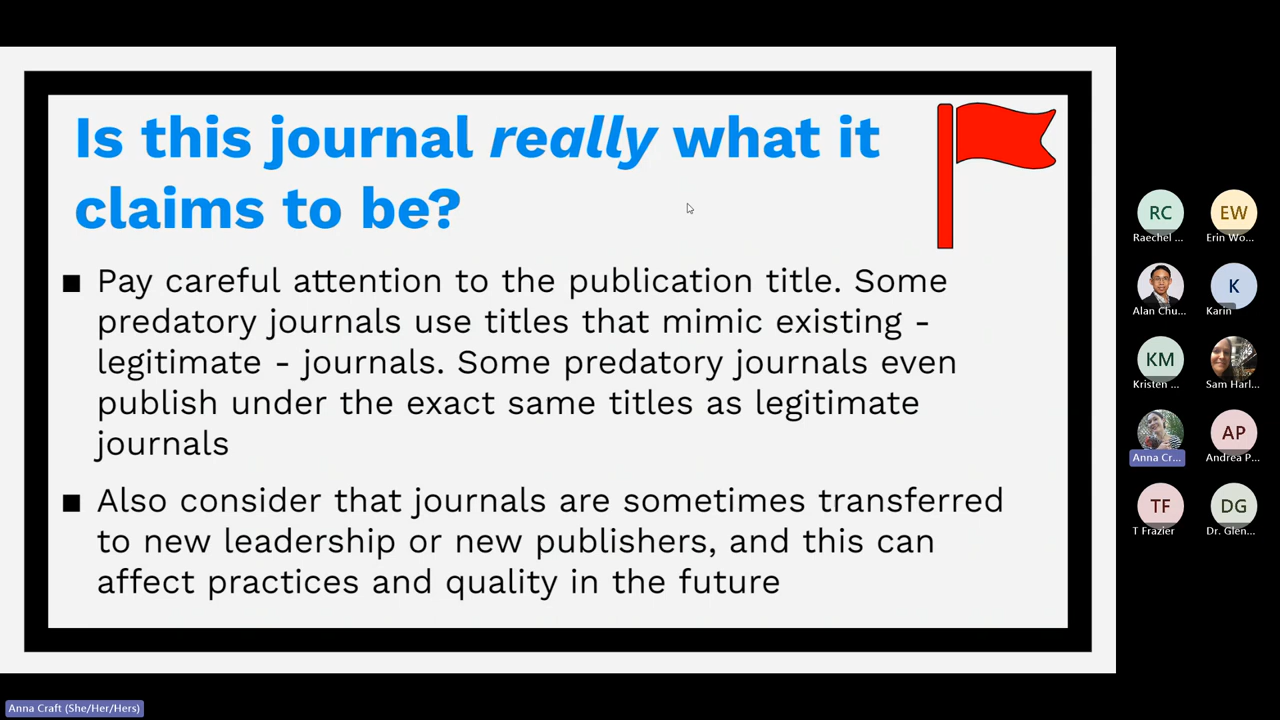 Is this journal really what it
claims to be?
■ Pay careful attention to the publication title. Some
predatory journals use titles that mimic existing -
legitimate - journals. Some predatory journals even
publish under the exact same titles as legitimate
journals
■ Also consider that journals are sometimes transferred
to new leadership or new publishers, and this can
affect practices and quality in the future
RC
Raechel ...
EW
Erin Wo...
Alan Chu...
K
Karin
KM
Kristen ...
Sam Harl...
Anna Cr...
AP
Andrea P...
TF
T Frazier
DG
Dr. Glen...
Anna Craft (She/Her/Hers)